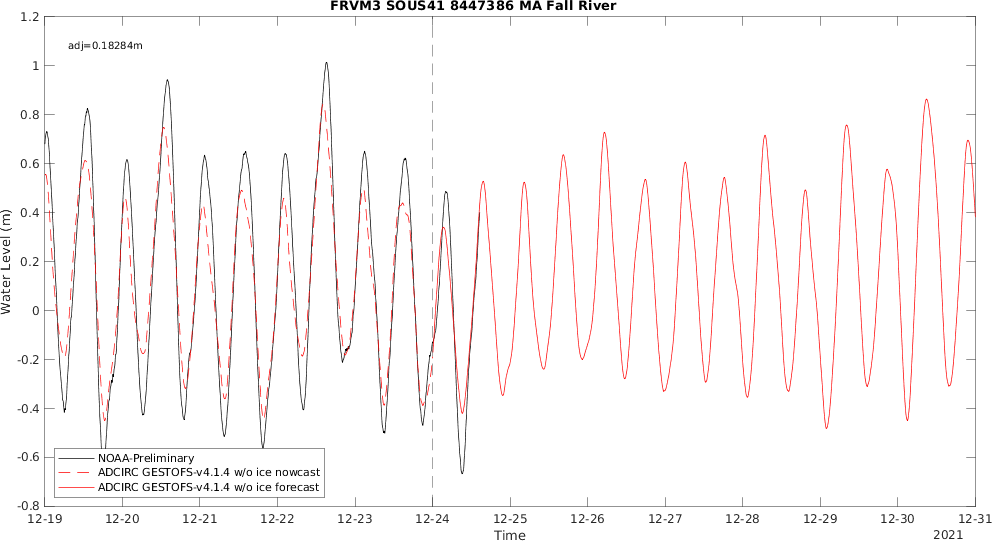 FRVM3 SOUS41 8447386 MA Fall River
adj=0.18284m
1.2
1
0.8
0.6
0.4
0.2
0
-0.2
-0.4
-0.6
-0.8
Water Level (m)
NOAA-Preliminary
ADCIRC GESTOFS-v4.1.4 w/o ice nowcast
ADCIRC GESTOFS-v4.1.4 w/o ice forecast
12-19 12-20 12-21 12-22 12-23 12-24 12-25 12-26 12-27 12-28 12-29 12-30 12-31
Time
2021